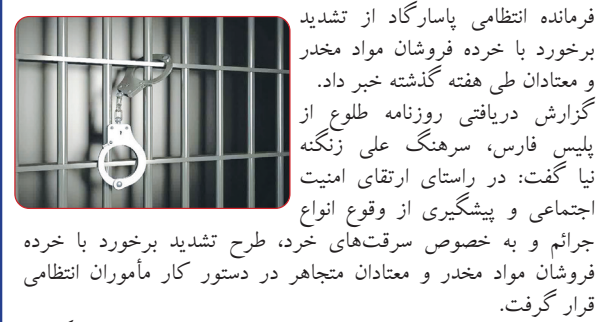 فرمانده انتظامی پاسارگاد از تشدید
برخورد با خرده فروشان مواد مخدر
و معتادان طی هفته گذشته خبر داد.
گزارش دریافتی روزنامه طلوع از
پلیس فارس، سرهنگ علی زنگنه
نیا گفت: در راستای ارتقای امنیت
اجتماعی و پیشگیری از وقوع انواع
جرائم و به خصوص سرقت‌های خرد، طرح تشدید برخورد با خرده
فروشان مواد مخدر و معتادان متجاهر در دستور کار مأموران انتظامی
قرار گرفت.